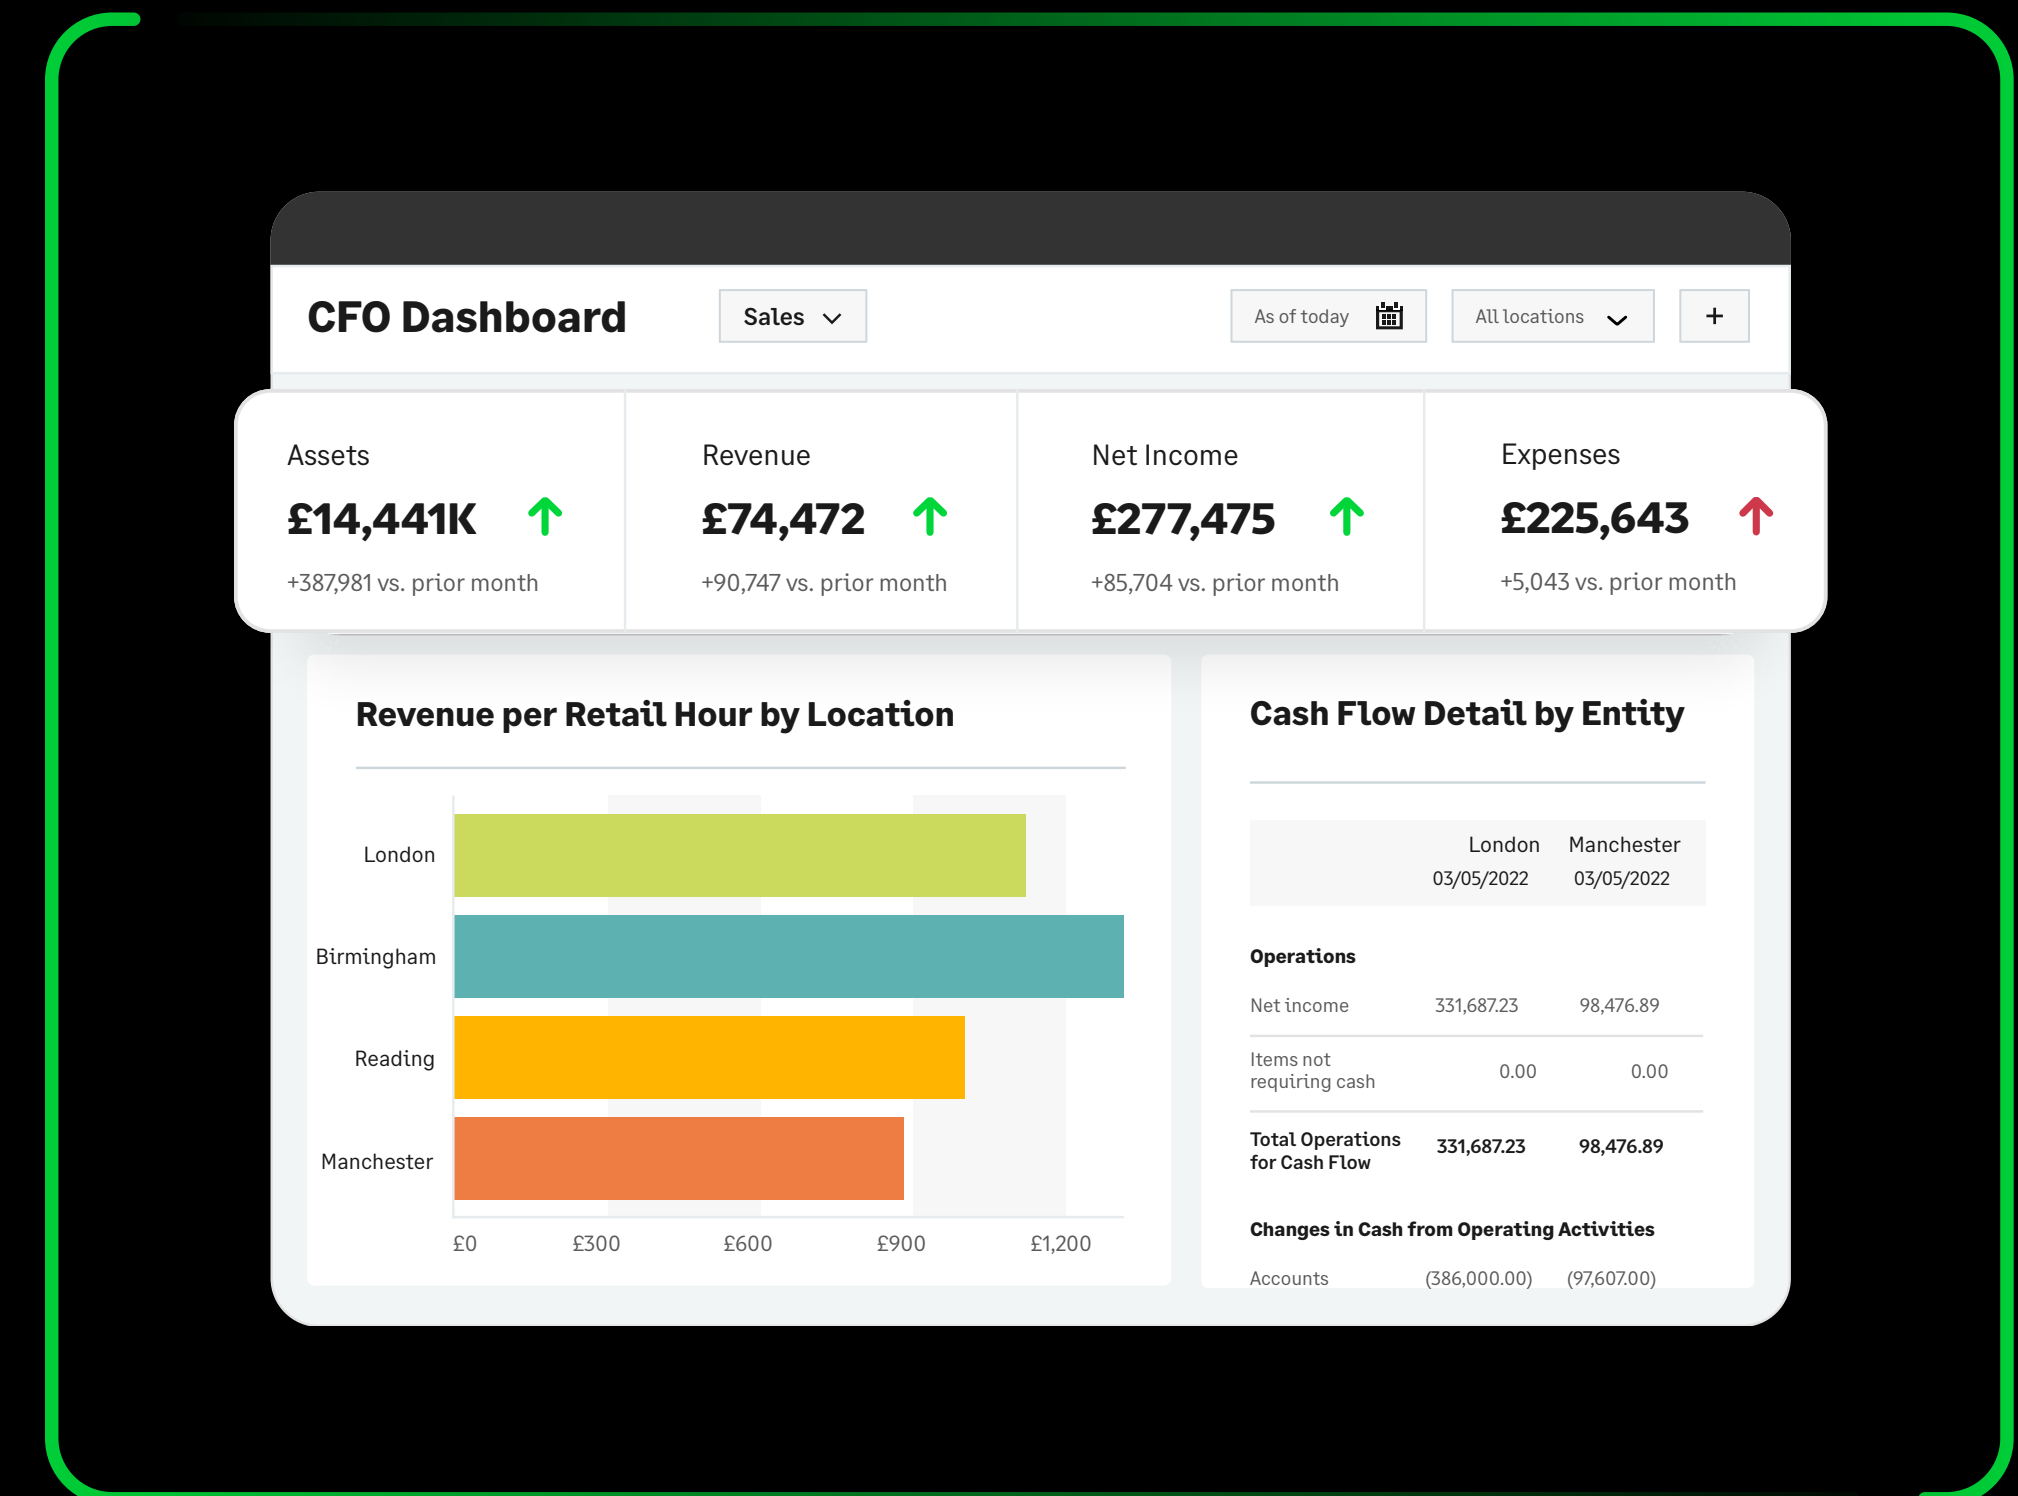 CFO Dashboard
Sales
As of today
All locations
+
Assets
£14,441K
+387,981 vs. prior month
Revenue
£74,472
+90,747 vs. prior month
Net Income
£277,475
+85,704 vs. prior month
Expenses
£225,643
+5,043 vs. prior month
Revenue per Retail Hour by Location
London
Birmingham
Reading
Manchester
£0 £300 £600 £900 £1,200
Cash Flow Detail by Entity
London Manchester
03/05/2022 03/05/2022
Operations
Net income 331,687.23 98,476.89
Items not
requiring cash 0.00 0.00
Total Operations
for Cash Flow 331,687.23 98,476.89
Changes in Cash from Operating Activities
Accounts (386,000.00) (97,607.00)